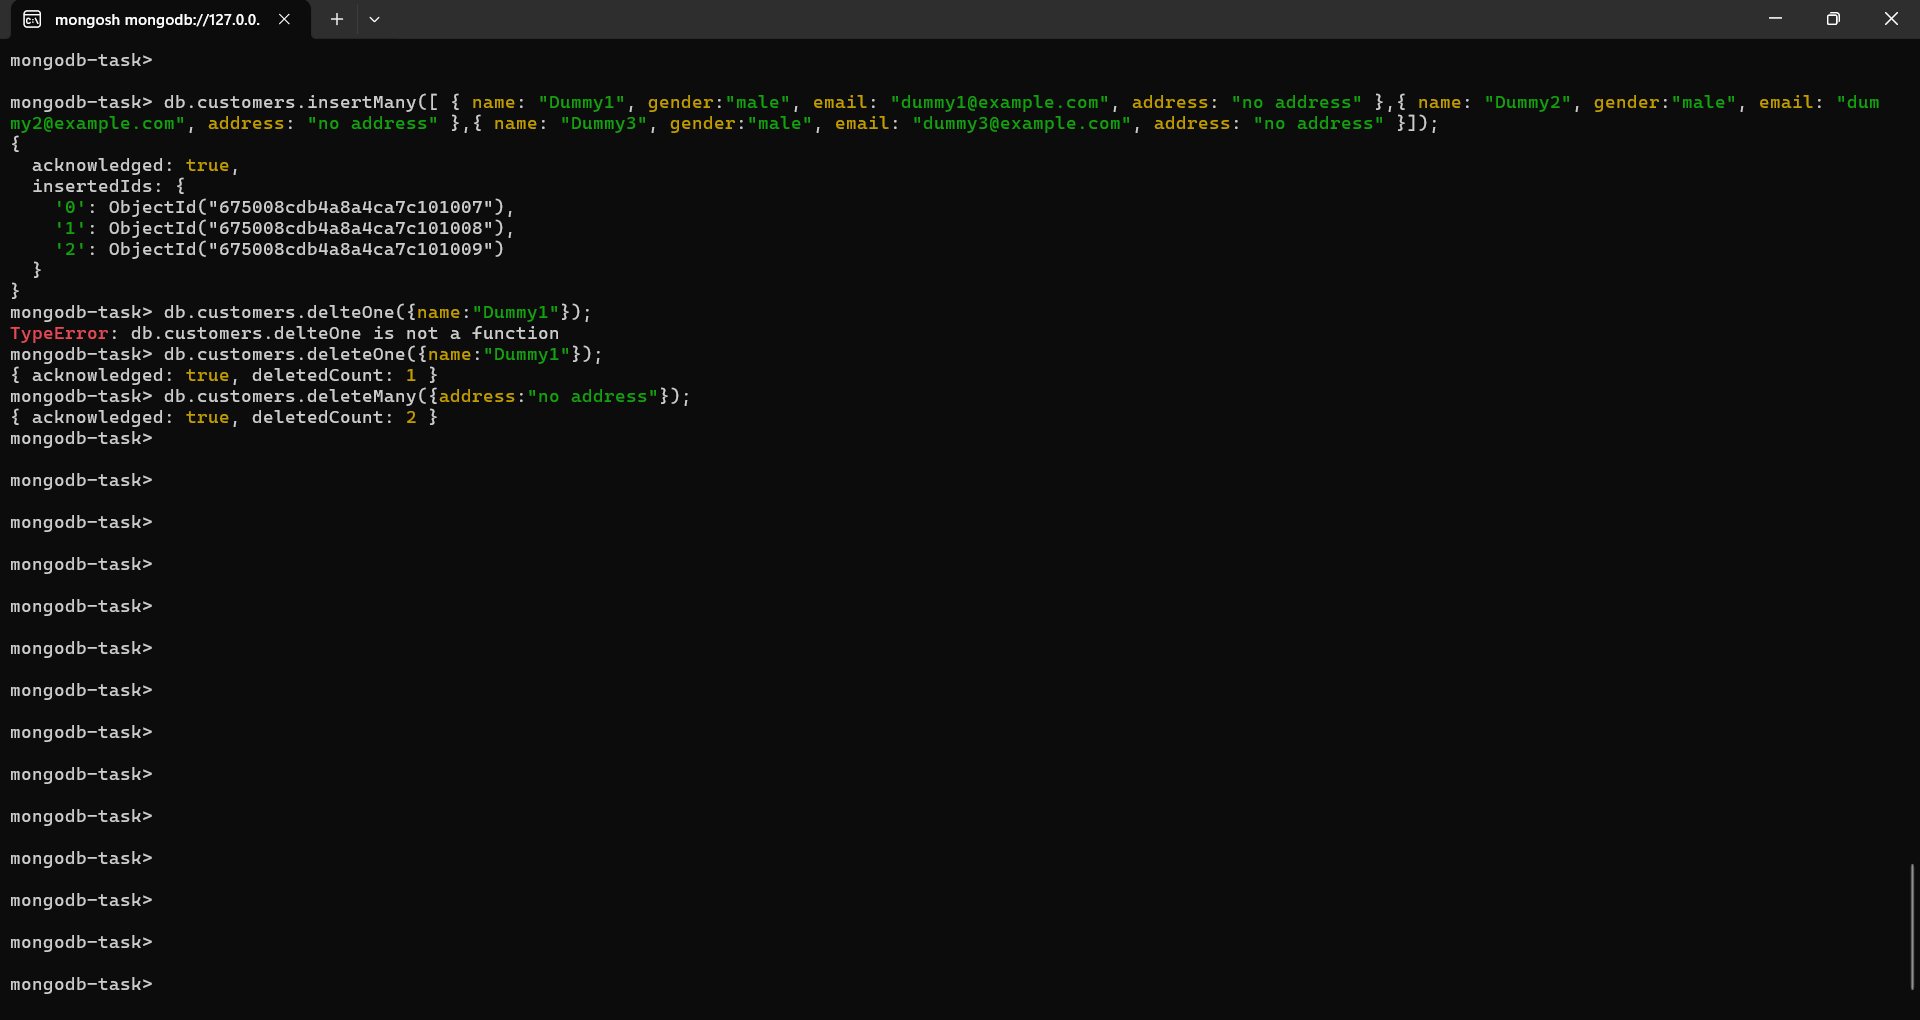 mongosh mongodb://127.0.0.
mongodb-task>
mongodb-task> db.customers.insertMany([ { name: "Dummy1", gender:"male", email: "dummy1@example.com", address: "no address" },{ name: "Dummy2", gender:"male", email: "dum
my2@example.com", address: "no address" },{ name: "Dummy3", gender:"male", email: "dummy3@example.com", address: "no address" }]);
{
  acknowledged: true,
  insertedIds: {
    '0': ObjectId("675008cdb4a8a4ca7c101007"),
    '1': ObjectId("675008cdb4a8a4ca7c101008"),
    '2': ObjectId("675008cdb4a8a4ca7c101009")
  }
}
mongodb-task> db.customers.delteOne({name:"Dummy1"});
TypeError: db.customers.delteOne is not a function
mongodb-task> db.customers.deleteOne({name:"Dummy1"});
{ acknowledged: true, deletedCount: 1 }
mongodb-task> db.customers.deleteMany({address:"no address"});
{ acknowledged: true, deletedCount: 2 }
mongodb-task>
mongodb-task>
mongodb-task>
mongodb-task>
mongodb-task>
mongodb-task>
mongodb-task>
mongodb-task>
mongodb-task>
mongodb-task>
mongodb-task>
mongodb-task>
mongodb-task>
mongodb-task>